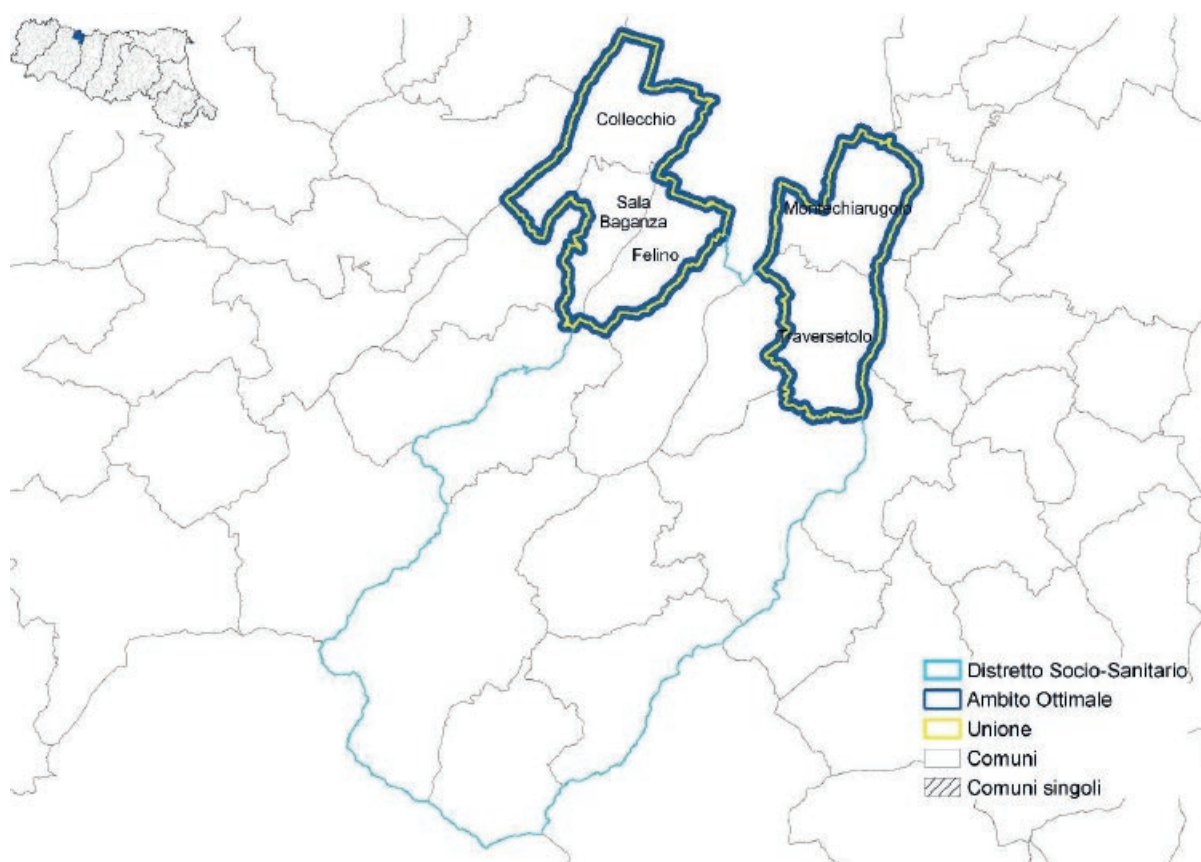 Collecchio
Sala
Baganza
Felino
Montechiarugolo
Traversetolo
Distretto Socio-Sanitario
Ambito Ottimale
Unione
Comuni
Comuni singoli